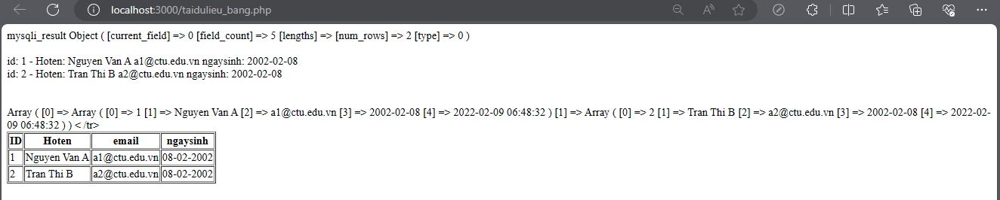 localhost:3000/taidulieu_bang.php
mysqli_result Object ( [current_field] => 0 [field_count] => 5 [lengths] => [num_rows] => 2 [type] => 0 )
id: 1 - Hoten: Nguyen Van A a1@ctu.edu.vn ngaysinh: 2002-02-08
id: 2 - Hoten: Tran Thi B a2@ctu.edu.vn ngaysinh: 2002-02-08
Array ( [0] => Array ( [0] => 1 [1] => Nguyen Van A [2] => a1@ctu.edu.vn [3] => 2002-02-08 [4] => 2022-02-09 06:48:32 ) [1] => Array ( [0] => 2 [1] => Tran Thi B [2] => a2@ctu.edu.vn [3] => 2002-02-08 [4] => 2022-02-
09 06:48:32 ) ) < /tr>
ID Hoten email ngaysinh
1 Nguyen Van A a1@ctu.edu.vn 08-02-2002
2 Tran Thi B a2@ctu.edu.vn 08-02-2002